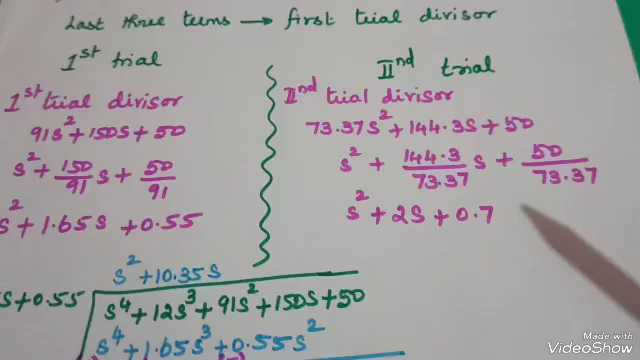 Last three terms → first trial divisor
1st trial
1st trial divisor
91s² + 150s + 50
s² + 150/91 s + 50/91
s² + 1.65s + 0.55
IInd trial
IInd trial divisor
73.37s² + 144.3s + 50
s² + 144.3/73.37 s + 50/73.37
s² + 2s + 0.7
s² + 10.35s
5s + 0.55
s⁴ + 12s³ + 91s² + 150s + 50
s⁴ + 1.65s³ + 0.55s²
(-)
Made with
VideoShow